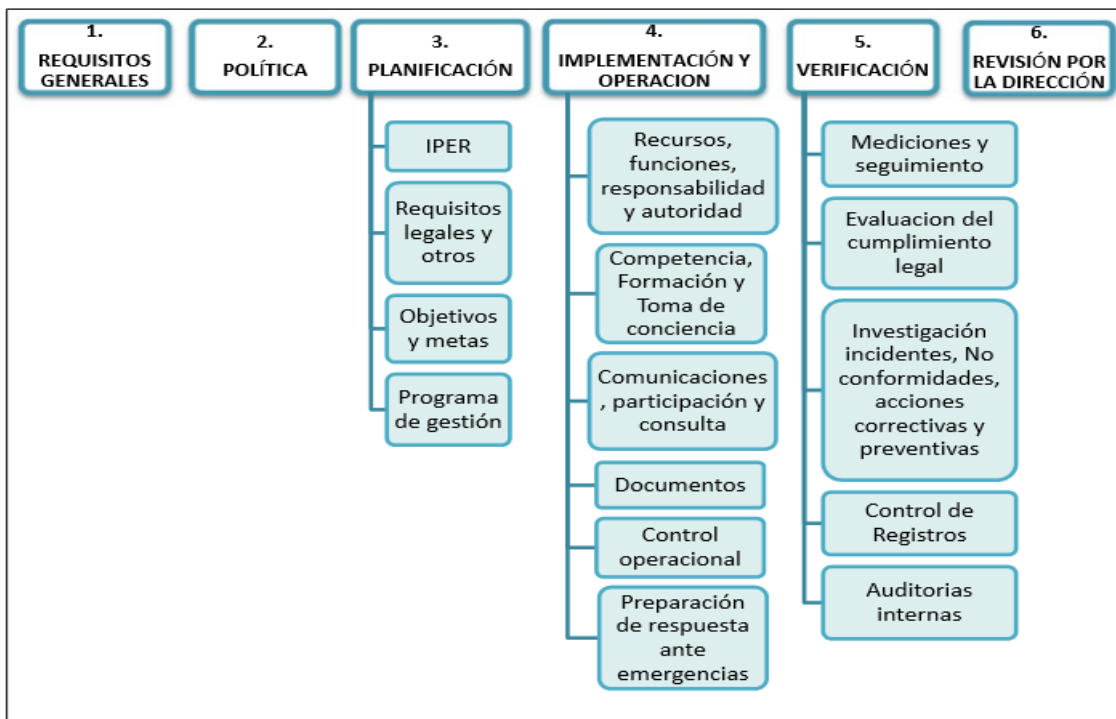 1.
REQUISITOS
GENERALES
2.
POLÍTICA
3.
PLANIFICACIÓN
IPER
Requisitos
legales y
otros
Objetivos
y metas
Programa
de gestión
4.
IMPLEMENTACIÓN Y
OPERACION
Recursos,
funciones,
responsabilidad
y autoridad
Competencia,
Formación y
Toma de
conciencia
Comunicaciones
, participación y
consulta
Documentos
Control
operacional
Preparación
de respuesta
ante
emergencias
5.
VERIFICACIÓN
Mediciones y
seguimiento
Evaluacion del
cumplimiento
legal
Investigación
incidentes, No
conformidades,
acciones
correctivas y
preventivas
Control de
Registros
Auditorias
internas
6.
REVISIÓN POR
LA DIRECCIÓN